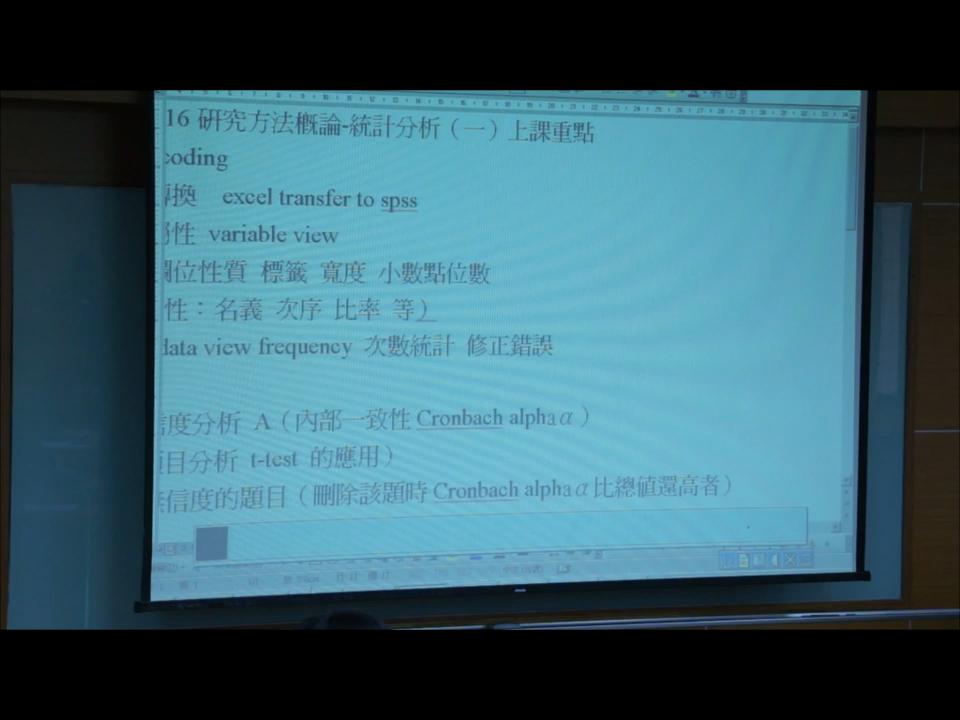 16 研究方法概論-統計分析（一）上課重點
coding
換 excel transfer to spss
性 variable view
位性質 標籤 寬度 小數點位數
性：名義 次序 比率 等）
data view frequency 次數統計 修正錯誤
度分析 A（內部一致性 Cronbach alpha α）
目分析 t-test 的應用）
信度的題目（刪除該題時 Cronbach alpha α 比總值還高者）